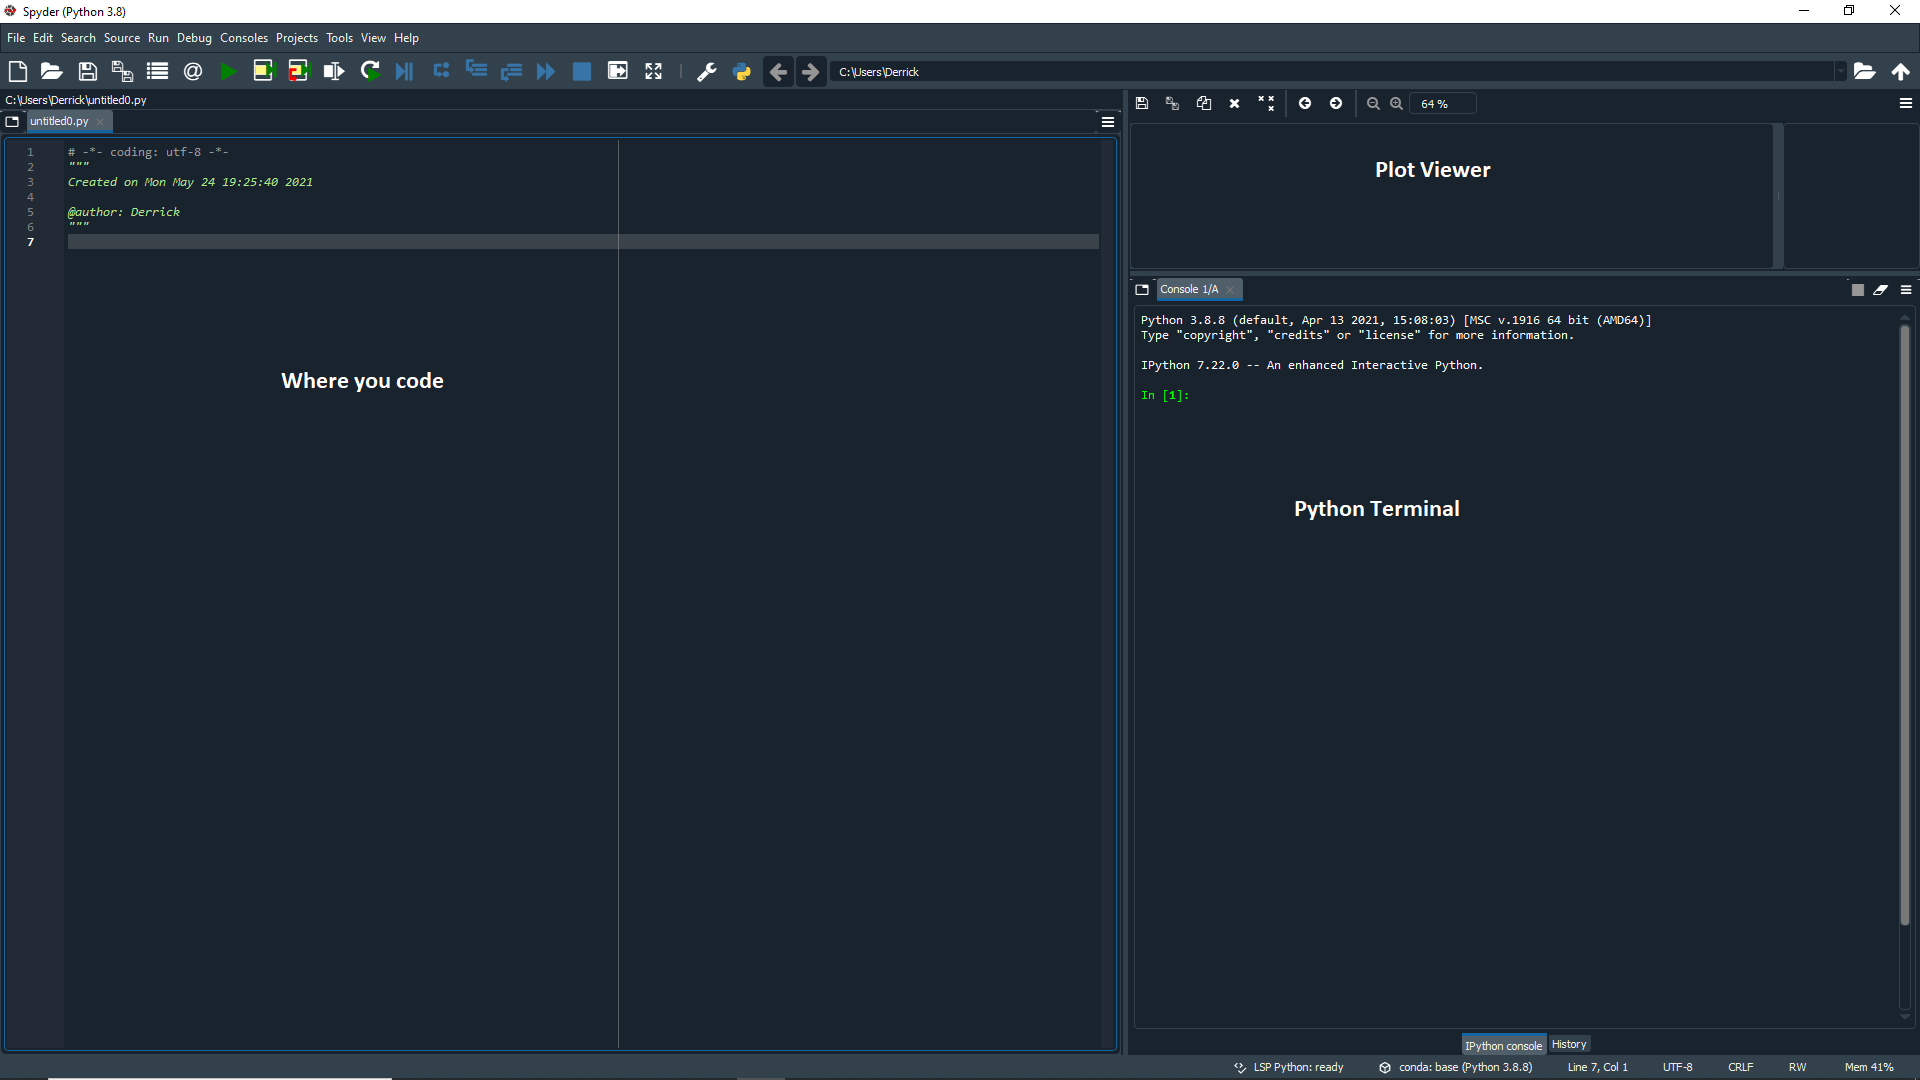 Spyder (Python 3.8)
File Edit Search Source Run Debug Consoles Projects Tools View Help
C:\Users\Derrick
C:\Users\Derrick\untitled0.py
untitled0.py
1 # -*- coding: utf-8 -*-
2 """
3 Created on Mon May 24 19:25:40 2021
4
5 @author: Derrick
6 """
7
Where you code
64 %
Plot Viewer
Console 1/A
Python 3.8.8 (default, Apr 13 2021, 15:08:03) [MSC v.1916 64 bit (AMD64)]
Type "copyright", "credits" or "license" for more information.
IPython 7.22.0 -- An enhanced Interactive Python.
In [1]:
Python Terminal
IPython console History
LSP Python: ready conda: base (Python 3.8.8) Line 7, Col 1 UTF-8 CRLF RW Mem 41%